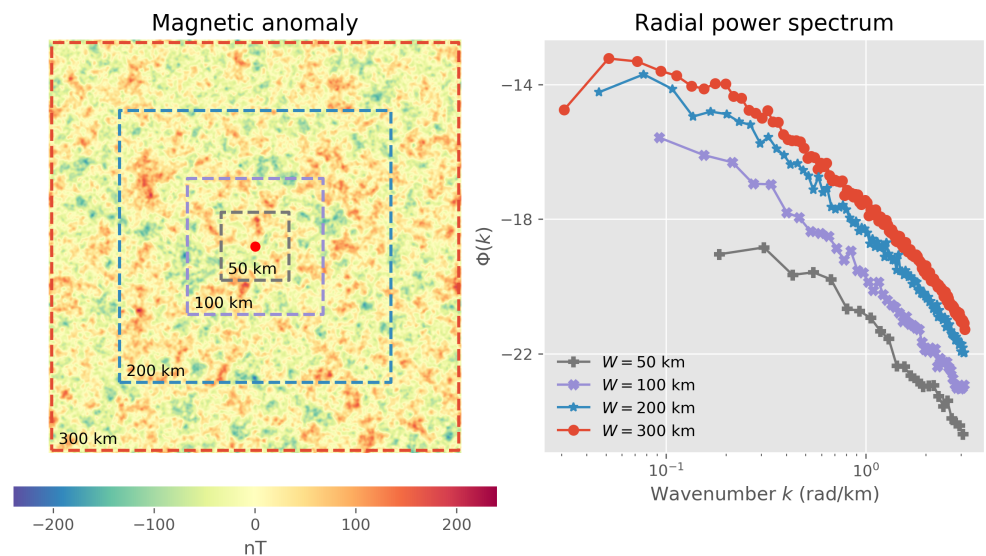 Magnetic anomaly
50 km
100 km
200 km
300 km
−200 −100 0 100 200
nT
Radial power spectrum
−14
−18
−22
Φ(k)
W = 50 km
W = 100 km
W = 200 km
W = 300 km
10⁻¹ 10⁰
Wavenumber k (rad/km)